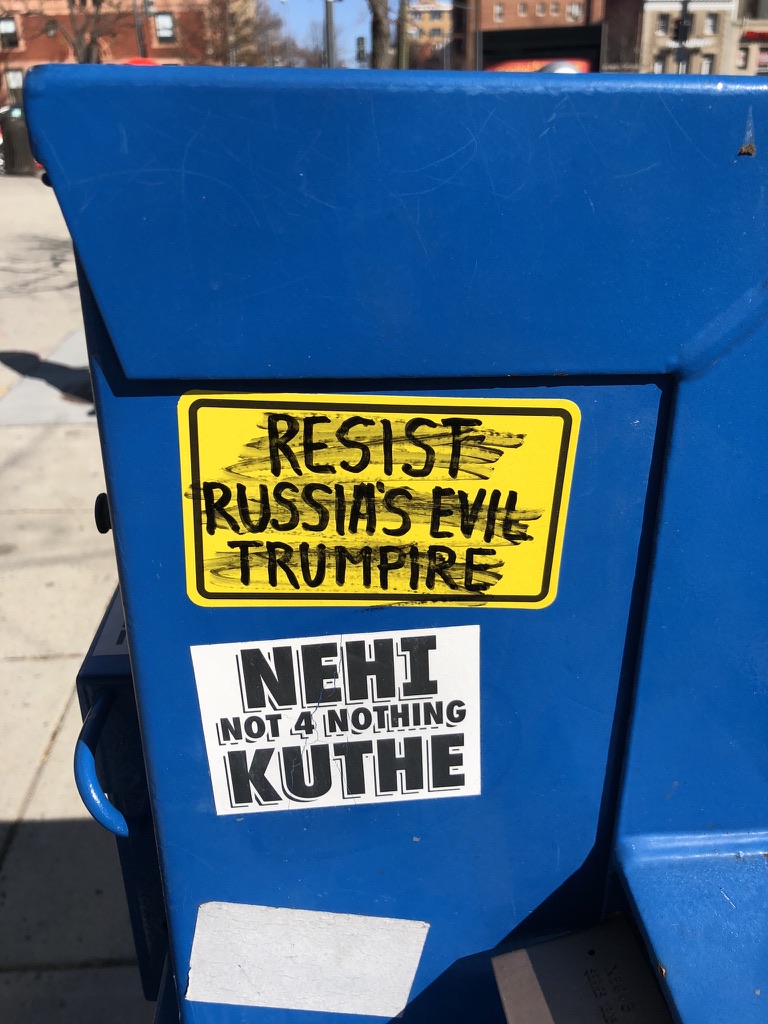 RESIST
RUSSIA'S EVIL
TRUMPIRE
NEHI
NOT 4 NOTHING
KUTHE